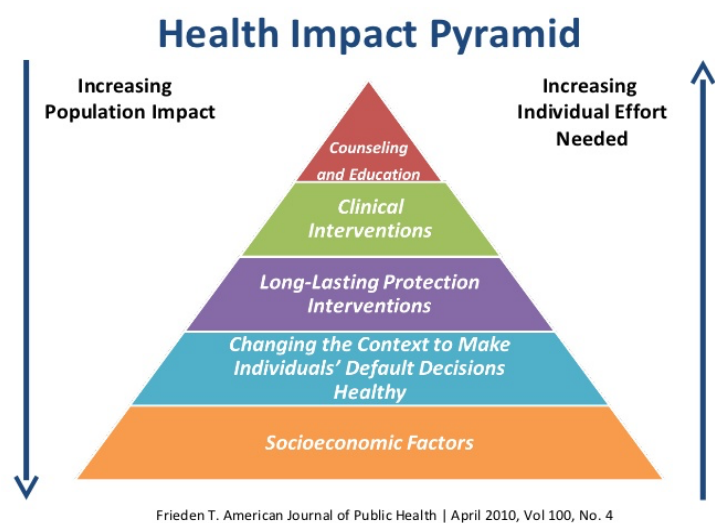 Health Impact Pyramid
Increasing
Population Impact
Increasing
Individual Effort
Needed
Counseling
and Education
Clinical
Interventions
Long-Lasting Protection
Interventions
Changing the Context to Make
Individuals’ Default Decisions
Healthy
Socioeconomic Factors
Frieden T. American Journal of Public Health | April 2010, Vol 100, No. 4